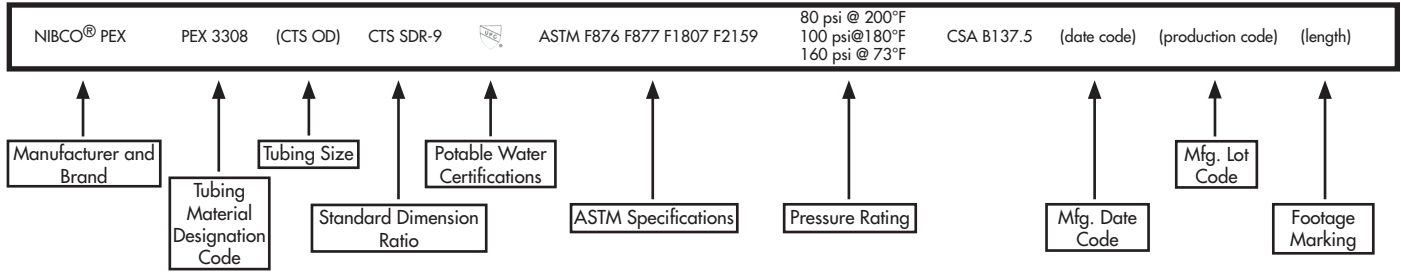 NIBCO® PEX PEX 3308 (CTS OD) CTS SDR-9 UPC ® ASTM F876 F877 F1807 F2159
80 psi @ 200°F
100 psi@180°F
160 psi @ 73°F
CSA B137.5 (date code) (production code) (length)
Manufacturer and
Brand
Tubing
Material
Designation
Code
Tubing Size
Standard Dimension
Ratio
Potable Water
Certifications
ASTM Specifications
Pressure Rating
Mfg. Date
Code
Mfg. Lot
Code
Footage
Marking